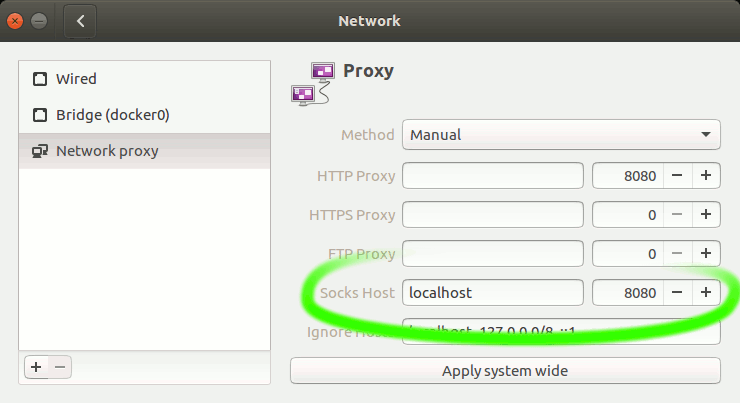 Network
Wired
Bridge (docker0)
Network proxy
Proxy
Method Manual
HTTP Proxy 8080
HTTPS Proxy 0
FTP Proxy 0
Socks Host localhost 8080
Ignore localhost, 127.0.0.0/8, ::1
Apply system wide